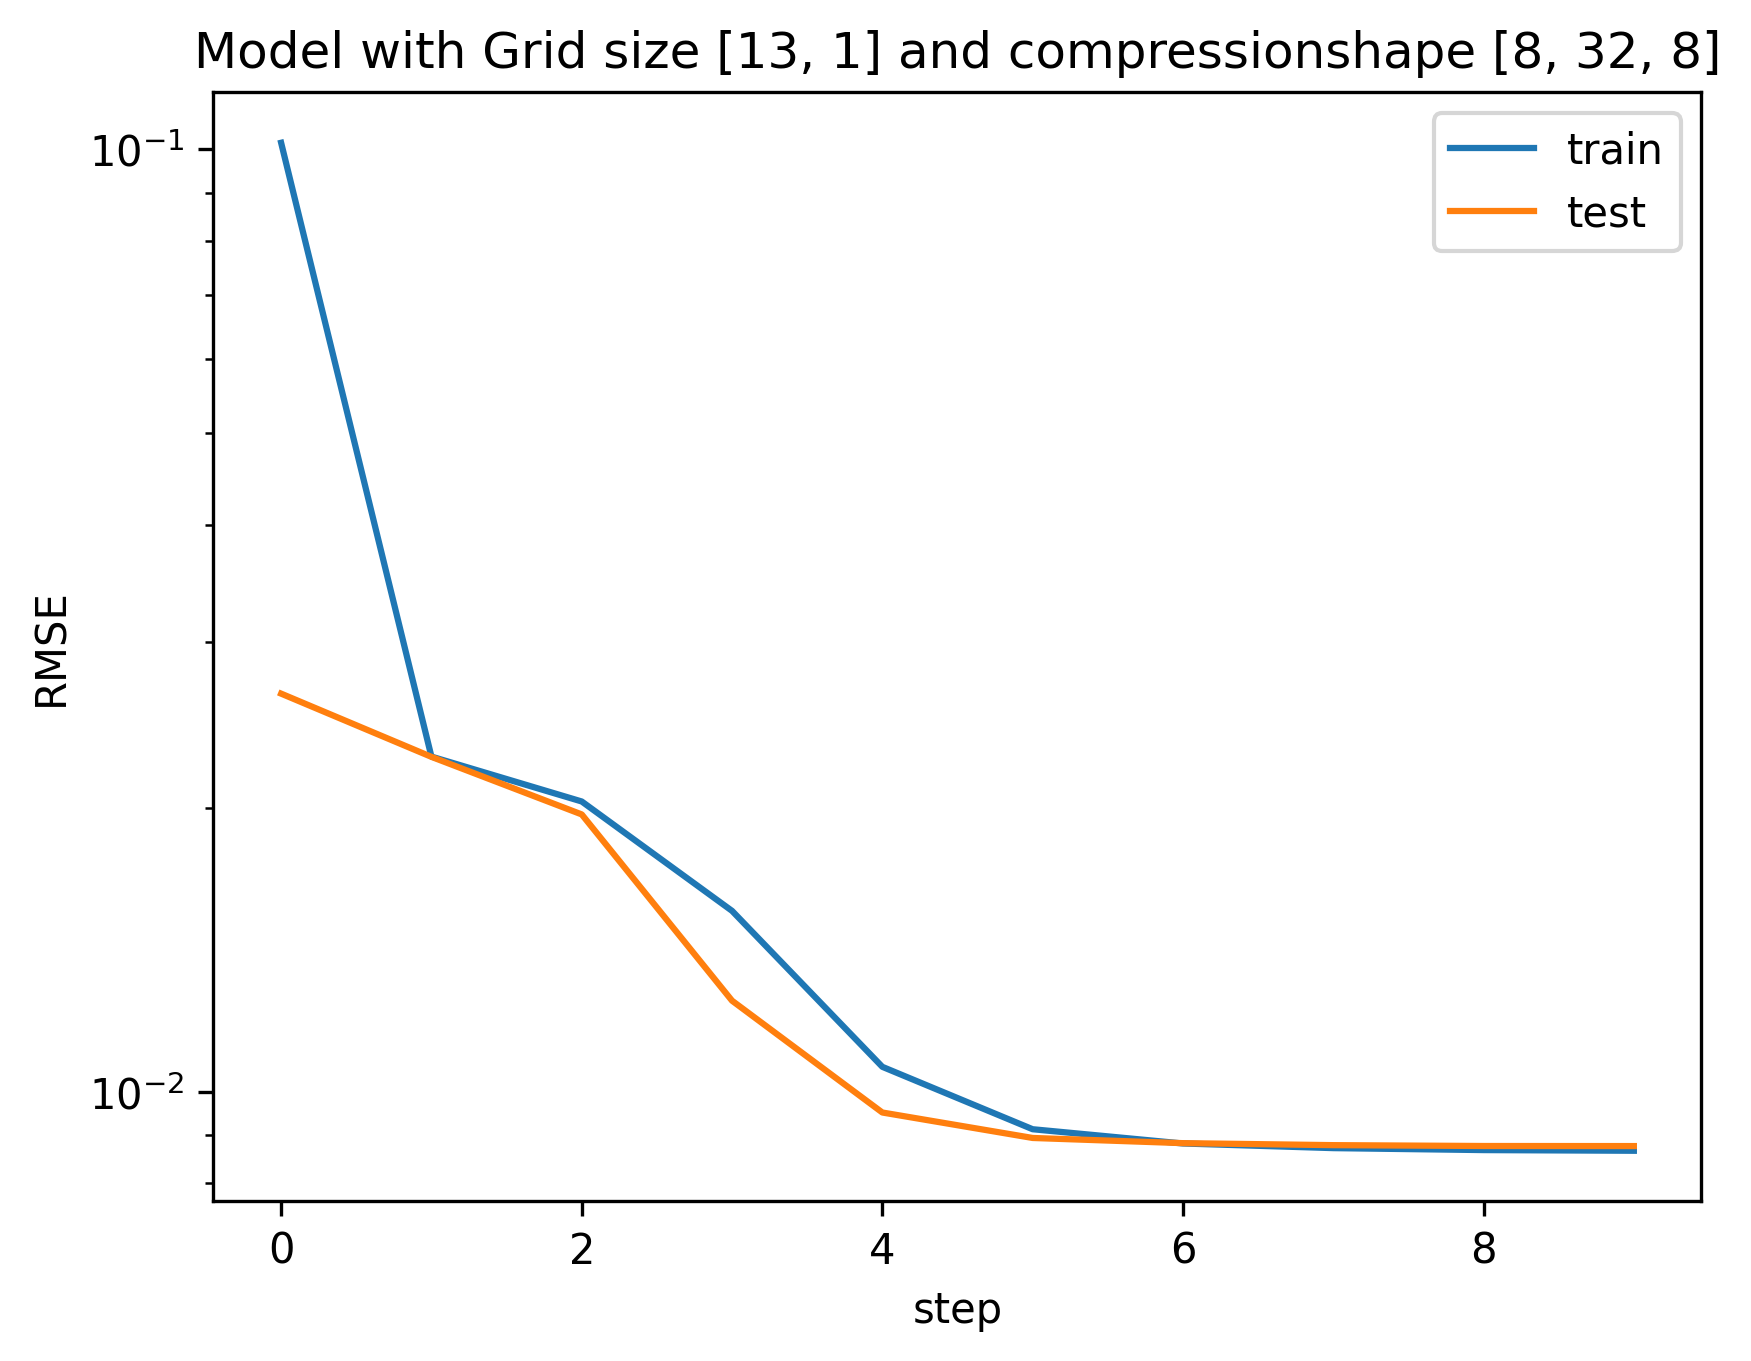 Model with Grid size [13, 1] and compressionshape [8, 32, 8]
train
test
10⁻¹
10⁻²
RMSE
0 2 4 6 8
step